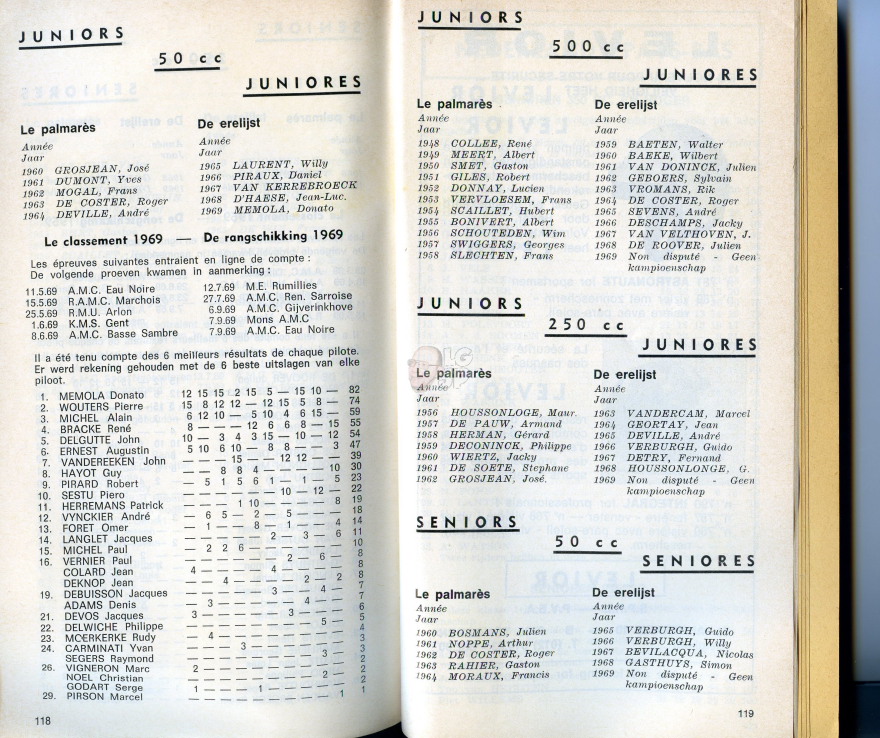 JUNIORS
50 cc
JUNIORES
Le palmarès
Année
Jaar
1960 GROSJEAN, José
1961 DUMONT, Yves
1962 MOGAL, Frans
1963 DE COSTER, Roger
1964 DEVILLE, André
De erelijst
Année
Jaar
1965 LAURENT, Willy
1966 PIRAUX, Daniel
1967 VAN KERREBROECK
1968 D'HAESE, Jean-Luc.
1969 MEMOLA, Donato
Le classement 1969 — De rangschikking 1969
Les épreuves suivantes entraient en ligne de compte :
De volgende proeven kwamen in aanmerking :
11.5.69 A.M.C. Eau Noire
15.5.69 R.A.M.C. Marchois
25.5.69 R.M.U. Arlon
1.6.69 K.M.S. Gent
8.6.69 A.M.C. Basse Sambre
12.7.69 M.E. Rumillies
27.7.69 A.M.C. Ren. Sarroise
6.9.69 A.M.C. Gijverinkhove
7.9.69 Mons A.M.C
7.9.69 A.M.C. Eau Noire
Il a été tenu compte des 6 meilleurs résultats de chaque pilote.
Er werd rekening gehouden met de 6 beste uitslagen van elke
piloot.
1. MEMOLA Donato 12 15 15 2 15 5 — 15 10 — 82
2. WOUTERS Pierre 15 8 12 12 — 12 15 5 8 — 74
3. MICHEL Alain 6 12 10 — 5 10 4 6 15 — 59
4. BRACKE René 8 — — — 12 6 6 8 — 15 55
5. DELGUTTE John 10 — 3 4 3 15 — 10 — 12 54
6. ERNEST Augustin 5 10 6 10 — 8 8 — — 3 47
7. VANDEREEKEN John — — — 15 — — 12 12 — — 39
8. HAYOT Guy — — 8 8 4 — — — — 10 30
9. PIRARD Robert — 5 1 5 6 1 — 1 — 5 23
10. SESTU Piero — — — — — — 10 — 12 — 22
11. HERREMANS Patrick — — — 1 10 — — — — 8 19
12. VYNCKIER André — 6 5 — 2 — 5 — — — 18
13. FORET Omer — 1 — — 8 — 1 — — 4 14
14. LANGLET Jacques — — — — — 2 — 3 — 6 11
15. MICHEL Paul — 2 2 6 — — — — — — 10
16. VERNIER Paul — — — — — — 2 — 6 — 8
COLARD Jean 4 — — — — 4 — — — — 8
DEKNOP Jean — — 4 — — — — 2 — 2 8
19. DEBUISSON Jacques — — — — — 3 — — 4 — 7
ADAMS Denis — 3 — — — — — 4 — — 7
21. DEVOS Jacques — 3 — — — — 3 — — — 6
22. DELWICHE Philippe — — — — — — — — 5 — 5
23. MCERKERKE Rudy — 4 — — — — — — — — 4
24. CARMINATI Yvan — — — 3 — — — — — — 3
SEGERS Raymond — — — — — — — — 3 — 3
26. VIGNERON Marc 2 — — — — — — — — — 2
NOEL Christian — — — — — — — — 2 — 2
GODART Serge 1 — — — 1 — — — — — 2
29. PIRSON Marcel — — — — — — — — — 1 1
118
JUNIORS
500 cc
JUNIORES
Le palmarès
Année
Jaar
1948 COLLEE, René
1949 MEERT, Albert
1950 SMET, Gaston
1951 GILES, Robert
1952 DONNAY, Lucien
1953 VERVLOESEM, Frans
1954 SCAILLET, Hubert
1955 BONIVERT, Albert
1956 SCHOUTEDEN, Wim
1957 SWIGGERS, Georges
1958 SLECHTEN, Frans
De erelijst
Année
Jaar
1959 BAETEN, Walter
1960 BAEKE, Wilbert
1961 VAN DONINCK, Julien
1962 GEBOERS, Sylvain
1963 VROMANS, Rik
1964 DE COSTER, Roger
1965 SEVENS, André
1966 DESCHAMPS, Jacky
1967 VAN VELTHOVEN, J.
1968 DE ROOVER, Julien
1969 Non disputé - Geen
kampioenschap
JUNIORS
250 cc
JUNIORES
Le palmarès
Année
Jaar
1956 HOUSSONLOGE, Maur.
1957 DE PAUW, Armand
1958 HERMAN, Gérard
1959 DECONINCK, Philippe
1960 WIERTZ, Jacky
1961 DE SOETE, Stephane
1962 GROSJEAN, José.
De erelijst
Année
Jaar
1963 VANDERCAM, Marcel
1964 GEORTAY, Jean
1965 DEVILLE, André
1966 VERBURGH, Guido
1967 DETRY, Fernand
1968 HOUSSONLONGE, G.
1969 Non disputé - Geen
kampioenschap
SENIORS
50 cc
SENIORES
Le palmarès
Année
Jaar
1960 BOSMANS, Julien
1961 NOPPE, Arthur
1962 DE COSTER, Roger
1963 RAHIER, Gaston
1964 MORAUX, Francis
De erelijst
Année
Jaar
1965 VERBURGH, Guido
1966 VERBURGH, Willy
1967 BEVILACQUA, Nicolas
1968 GASTHUYS, Simon
1969 Non disputé - Geen
kampioenschap
119